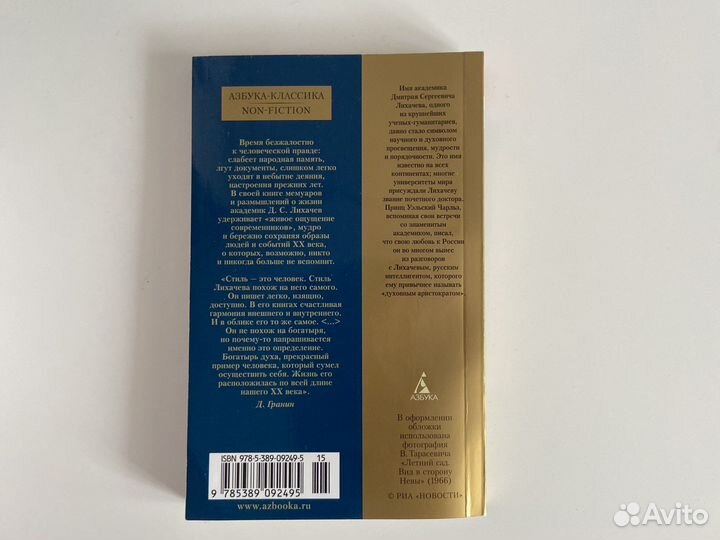 АЗБУКА-КЛАССИКА
NON-FICTION
Время безжалостно
к человеческой правде:
слабеет народная память,
лгут документы, слишком легко
уходят в небытие деяния,
настроения прежних лет.
В своей книге мемуаров
и размышлений о жизни
академик Д. С. Лихачев
удерживает «живое ощущение
современников», мудро
и бережно сохраняя образы
людей и событий XX века,
о которых, возможно, никто
и никогда больше не вспомнит.
«Стиль — это человек. Стиль
Лихачева похож на него самого.
Он пишет легко, изящно,
доступно. В его книгах счастливая
гармония внешнего и внутреннего.
И в облике его то же самое. <...>
Он не похож на богатыря,
но почему-то напрашивается
именно это определение.
Богатырь духа, прекрасный
пример человека, который сумел
осуществить себя. Жизнь его
расположилась по всей длине
нашего XX века».
Д. Гранин
ISBN 978-5-389-09249-5
15
9 785389 092495
www.azbooka.ru
Имя академика
Дмитрия Сергеевича
Лихачева, одного
из крупнейших
ученых-гуманитариев,
давно стало символом
научного и духовного
просвещения, мудрости
и порядочности. Это имя
известно на всех
континентах; многие
университеты мира
присуждали Лихачеву
звание почетного доктора.
Принц Уэльский Чарльз,
вспоминая свои встречи
со знаменитым
академиком, писал,
что свою любовь к России
он во многом вынес
из разговоров
с Лихачевым, русским
интеллигентом, которого
ему привычнее называть
«духовным аристократом».
АЗБУКА
В оформлении
обложки
использована
фотография
В. Тарасевича
«Летний сад.
Вид в сторону
Невы» (1966)
© РИА «НОВОСТИ»
Avito